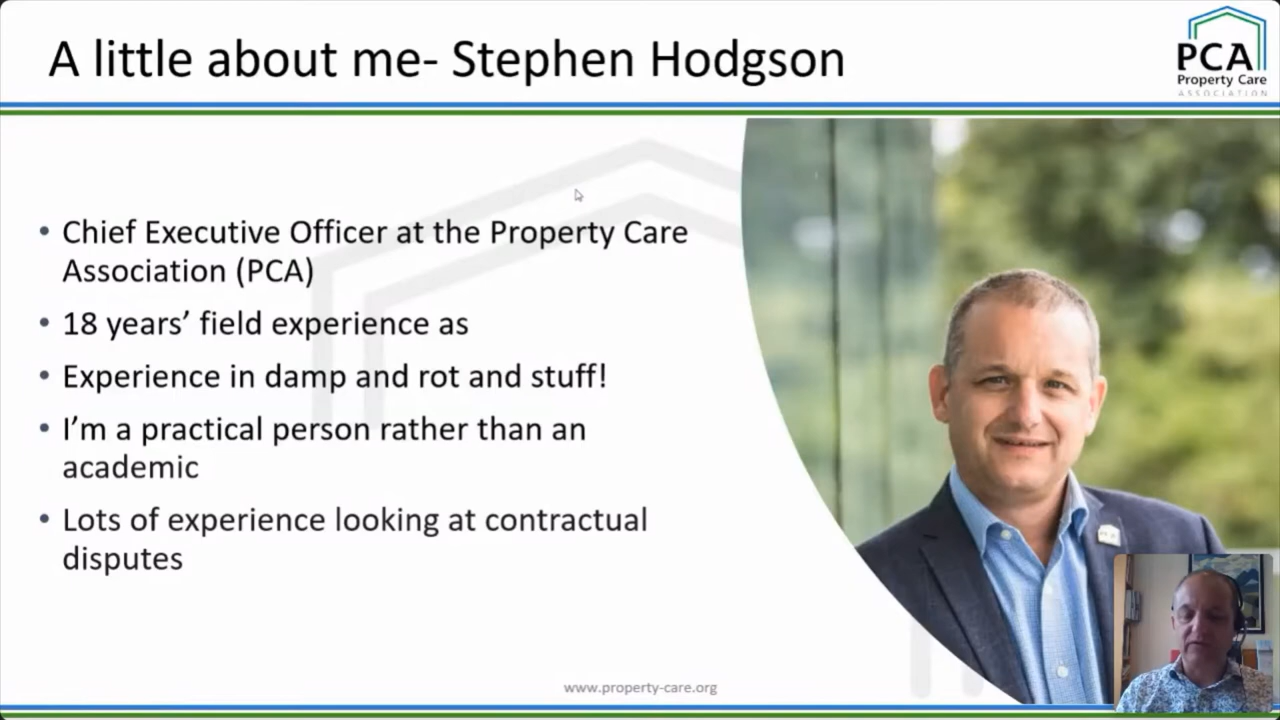 A little about me- Stephen Hodgson
PCA
Property Care
ASSOCIATION
• Chief Executive Officer at the Property Care
Association (PCA)
• 18 years’ field experience as
• Experience in damp and rot and stuff!
• I’m a practical person rather than an
academic
• Lots of experience looking at contractual
disputes
www.property-care.org